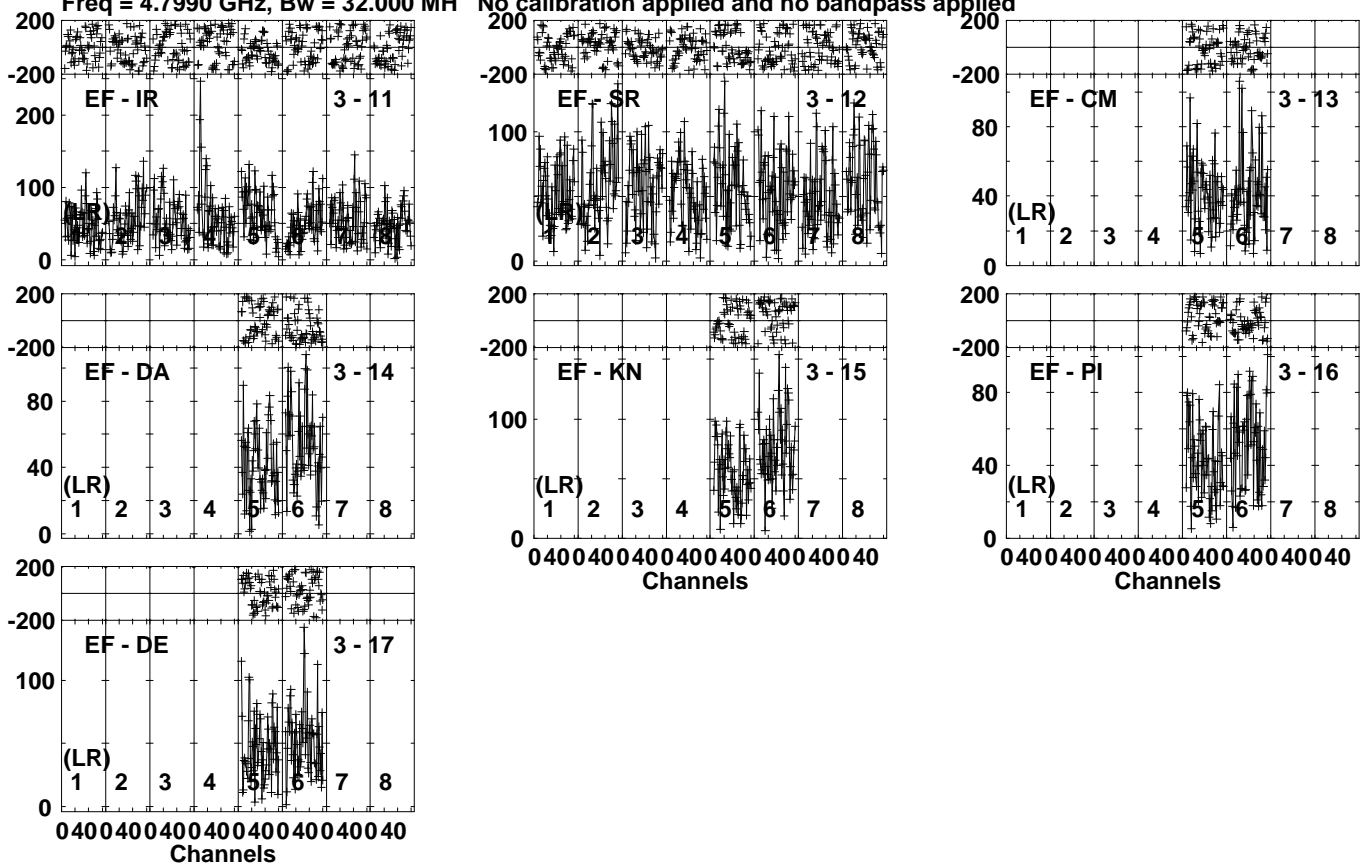 Freq = 4.7990 GHz, Bw = 32.000 MH No calibration applied and no bandpass applied
200
-200
EF - IR 3 - 11
200
100
0
(LR)
1 2 3 4 5 6 7 8
200
-200
EF - SR 3 - 12
100
0
(LR)
1 2 3 4 5 6 7 8
200
-200
EF - CM 3 - 13
80
40
0
(LR)
1 2 3 4 5 6 7 8
200
-200
EF - DA 3 - 14
80
40
0
(LR)
1 2 3 4 5 6 7 8
200
-200
EF - KN 3 - 15
100
0
(LR)
1 2 3 4 5 6 7 8
0 40 0 40 0 40 0 40 0 40 0 40 0 40 0 40
Channels
200
-200
EF - PI 3 - 16
80
40
0
(LR)
1 2 3 4 5 6 7 8
0 40 0 40 0 40 0 40 0 40 0 40 0 40 0 40
Channels
200
-200
EF - DE 3 - 17
100
0
(LR)
1 2 3 4 5 6 7 8
0 40 0 40 0 40 0 40 0 40 0 40 0 40 0 40
Channels